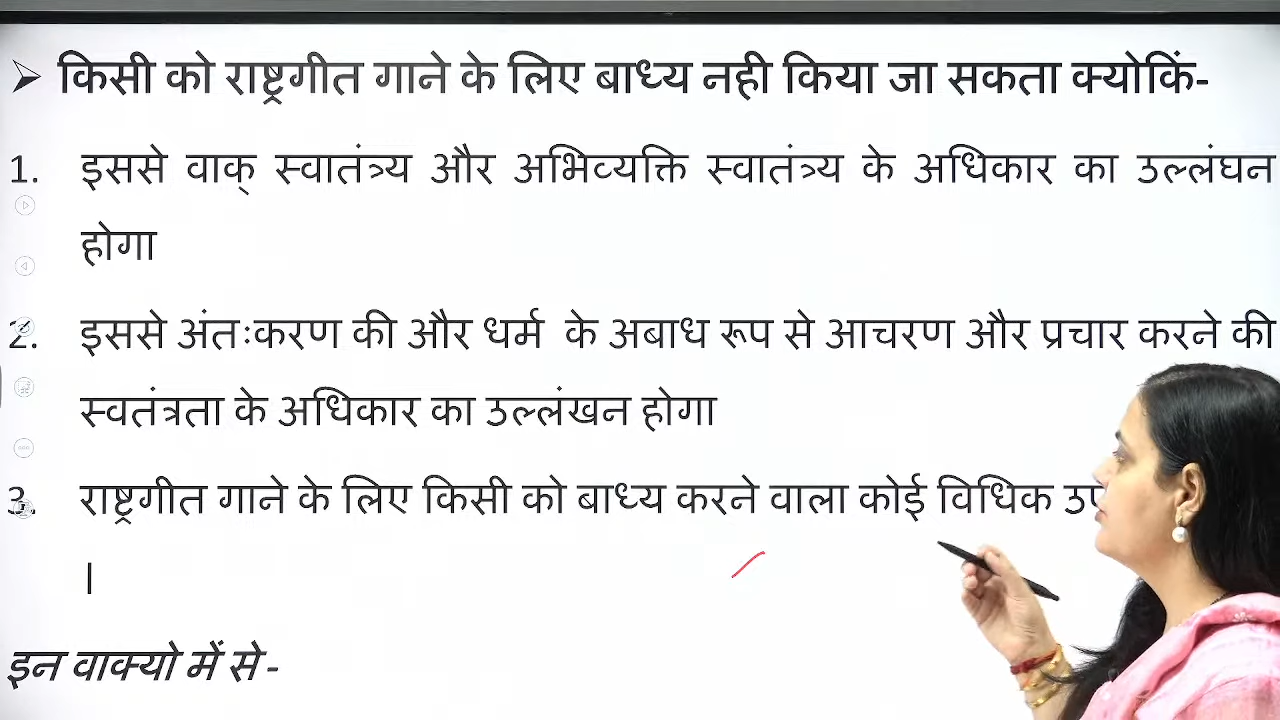 ➢ किसी को राष्ट्रगीत गाने के लिए बाध्य नही किया जा सकता क्योकिं-
1. इससे वाक् स्वातंत्र्य और अभिव्यक्ति स्वातंत्र्य के अधिकार का उल्लंघन
होगा
2. इससे अंतःकरण की और धर्म के अबाध रूप से आचरण और प्रचार करने की
स्वतंत्रता के अधिकार का उल्लंखन होगा
3. राष्ट्रगीत गाने के लिए किसी को बाध्य करने वाला कोई विधिक
।
इन वाक्यो में से-